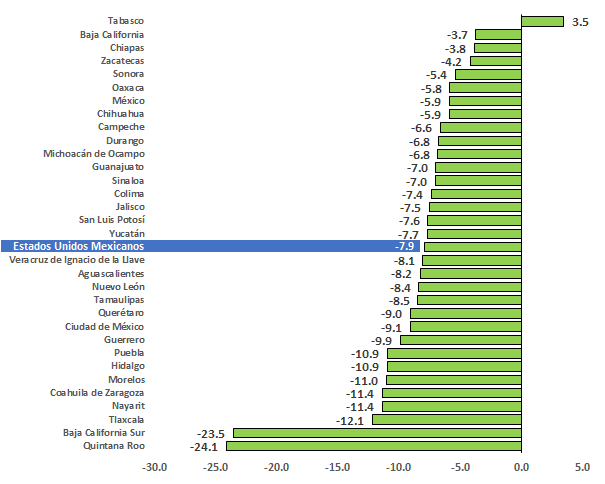 Tabasco 3.5
Baja California -3.7
Chiapas -3.8
Zacatecas -4.2
Sonora -5.4
Oaxaca -5.8
México -5.9
Chihuahua -5.9
Campeche -6.6
Durango -6.8
Michoacán de Ocampo -6.8
Guanajuato -7.0
Sinaloa -7.0
Colima -7.4
Jalisco -7.5
San Luis Potosí -7.6
Yucatán -7.7
Estados Unidos Mexicanos -7.9
Veracruz de Ignacio de la Llave -8.1
Aguascalientes -8.2
Nuevo León -8.4
Tamaulipas -8.5
Querétaro -9.0
Ciudad de México -9.1
Guerrero -9.9
Puebla -10.9
Hidalgo -10.9
Morelos -11.0
Coahuila de Zaragoza -11.4
Nayarit -11.4
Tlaxcala -12.1
Baja California Sur -23.5
Quintana Roo -24.1
-30.0 -25.0 -20.0 -15.0 -10.0 -5.0 0.0 5.0